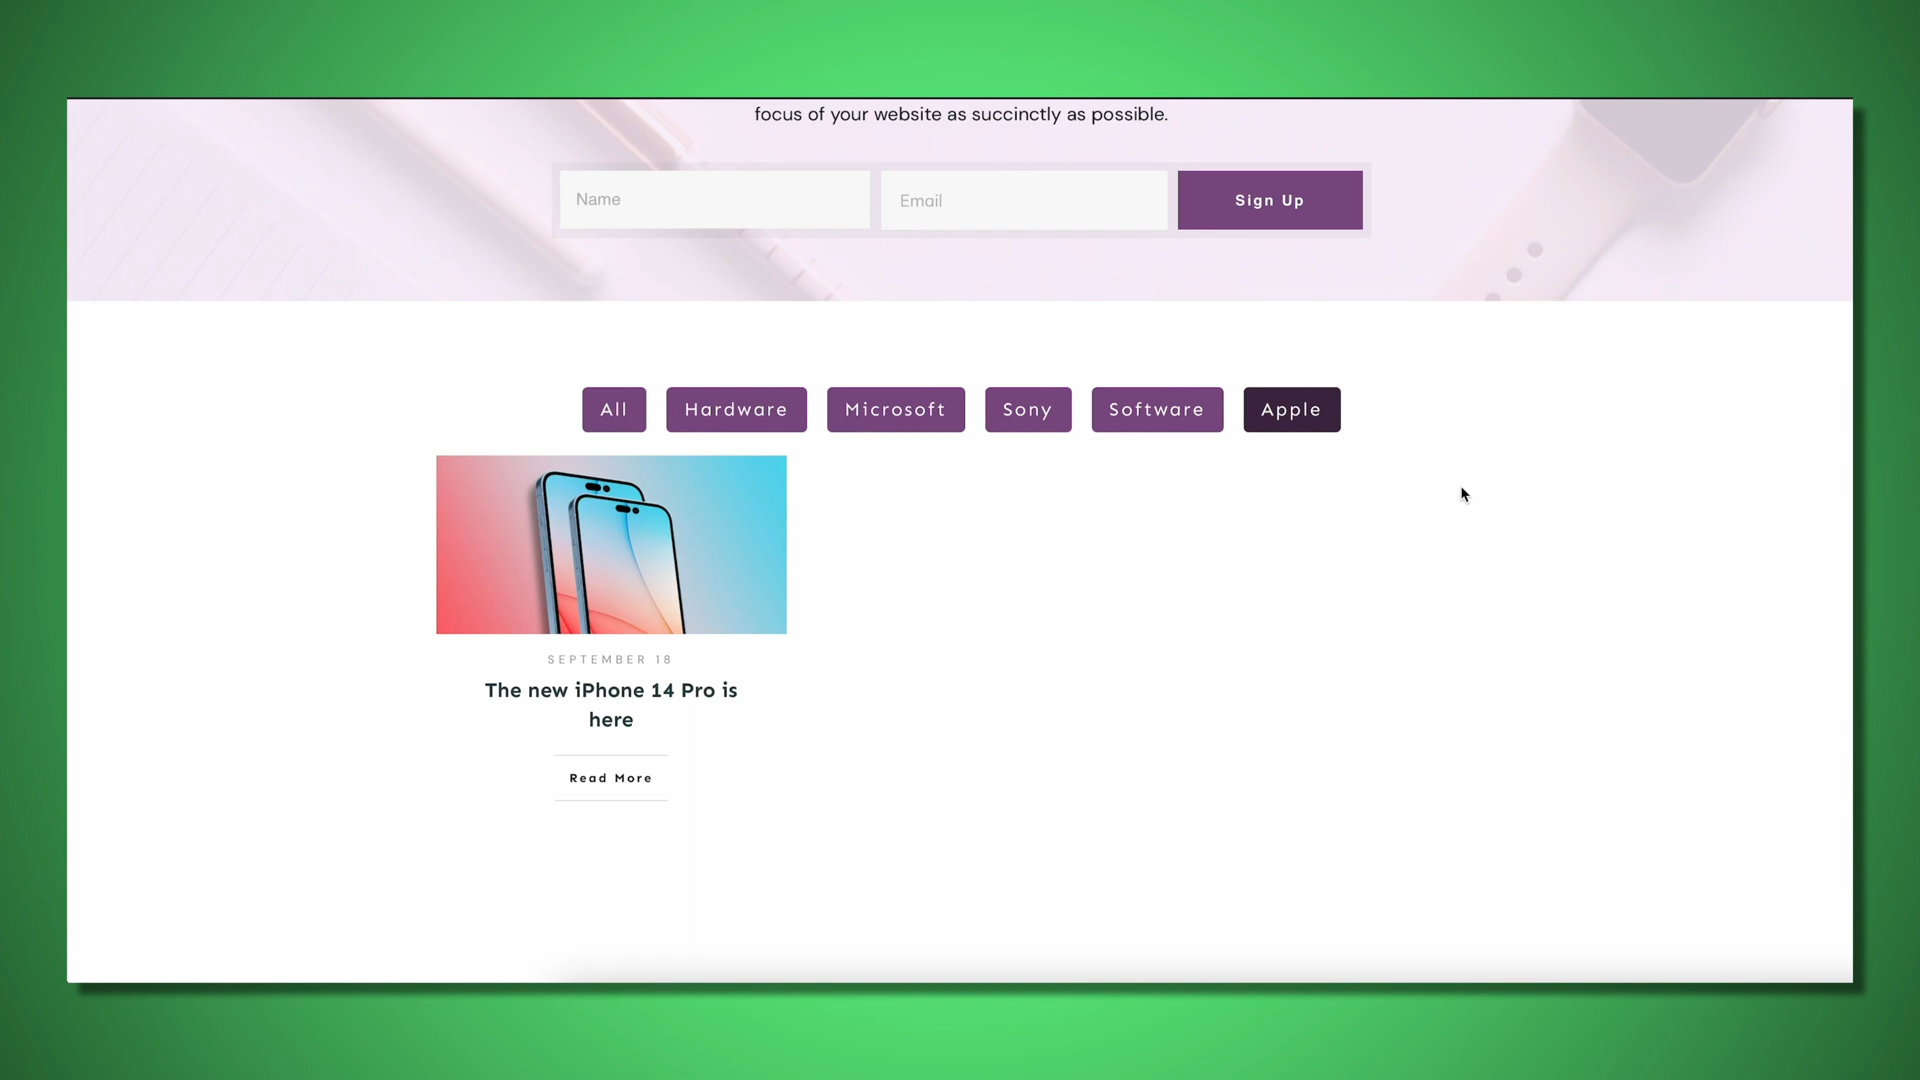 focus of your website as succinctly as possible.
Name Email Sign Up
All Hardware Microsoft Sony Software Apple
SEPTEMBER 18
The new iPhone 14 Pro is
here
Read More